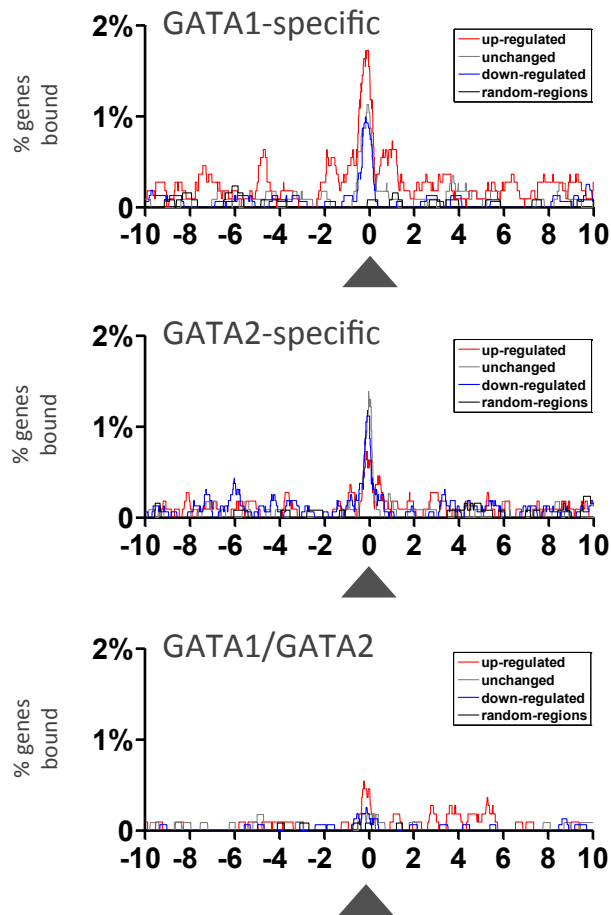 GATA1-specific
2%
1%
0
% genes
bound
up-regulated
unchanged
down-regulated
random-regions
-10 -8 -6 -4 -2 0 2 4 6 8 10
GATA2-specific
2%
1%
0
% genes
bound
up-regulated
unchanged
down-regulated
random-regions
-10 -8 -6 -4 -2 0 2 4 6 8 10
GATA1/GATA2
2%
1%
0
% genes
bound
up-regulated
unchanged
down-regulated
random-regions
-10 -8 -6 -4 -2 0 2 4 6 8 10